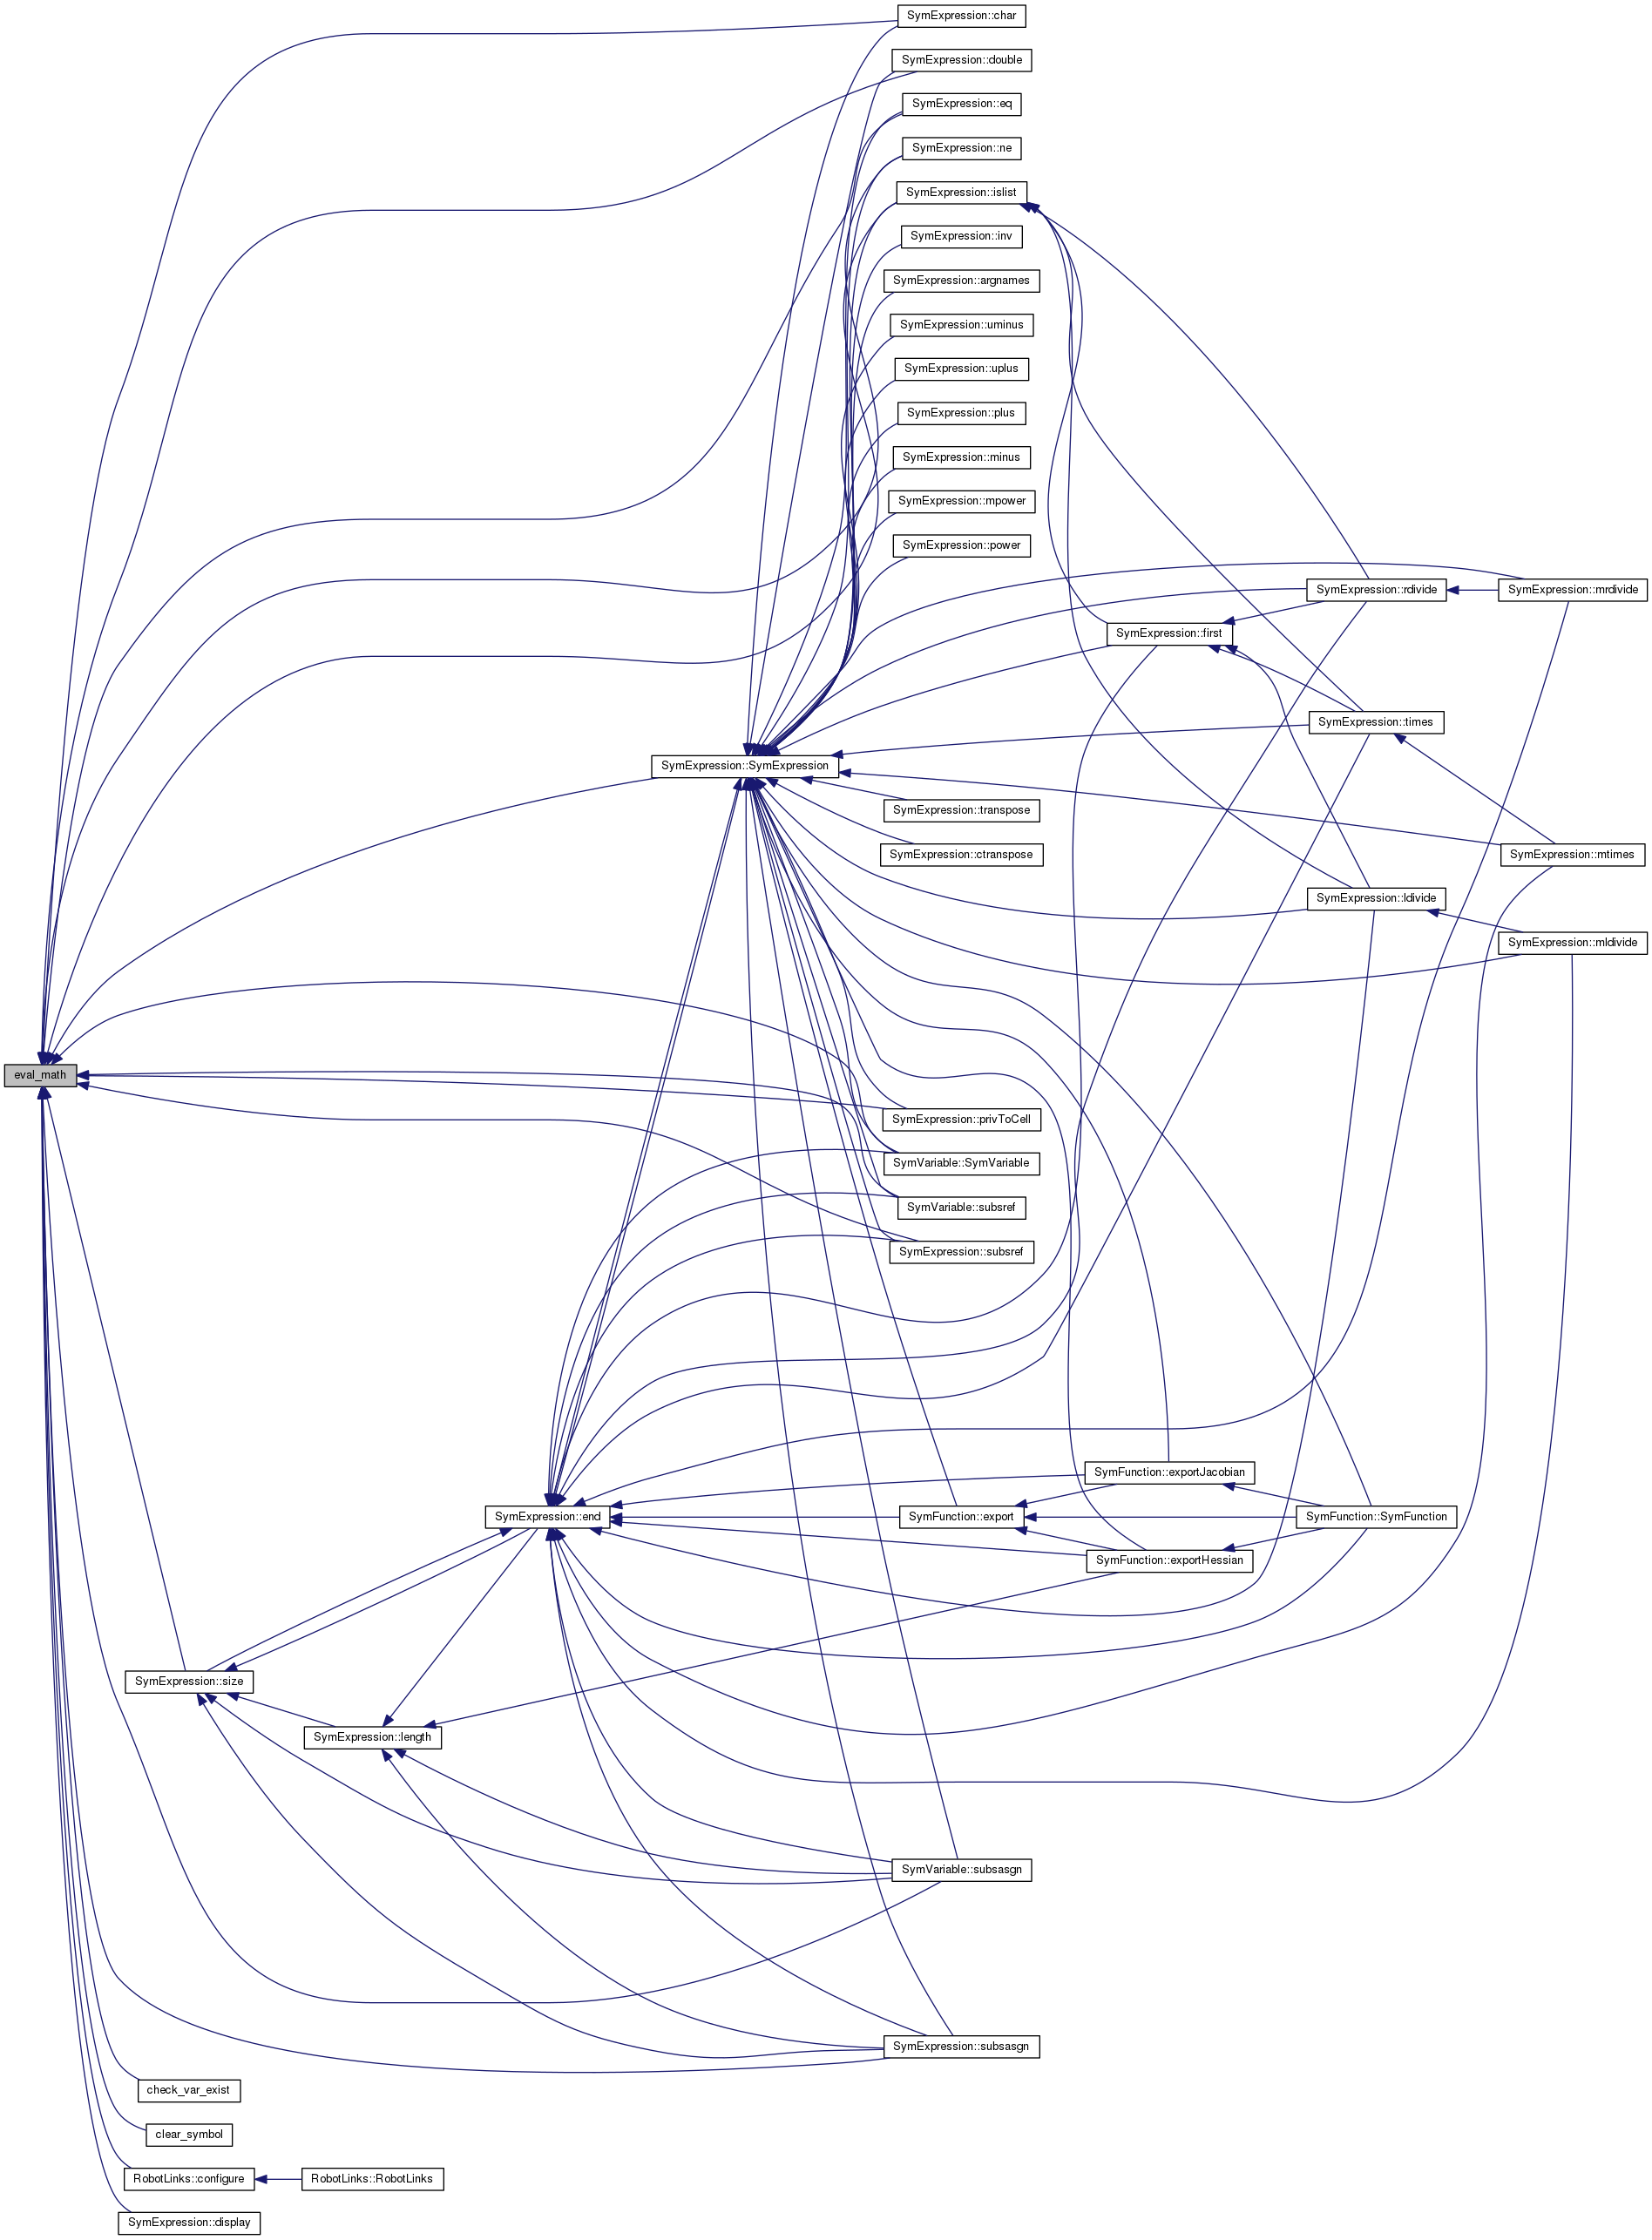 SymExpression::char
SymExpression::double
SymExpression::eq
SymExpression::ne
SymExpression::islist
SymExpression::inv
SymExpression::argnames
SymExpression::uminus
SymExpression::uplus
SymExpression::plus
SymExpression::minus
SymExpression::mpower
SymExpression::power
SymExpression::rdivide
SymExpression::mrdivide
SymExpression::first
SymExpression::times
SymExpression::SymExpression
SymExpression::transpose
SymExpression::ctranspose
SymExpression::mtimes
SymExpression::ldivide
SymExpression::mldivide
eval_math
SymExpression::privToCell
SymVariable::SymVariable
SymVariable::subsref
SymExpression::subsref
SymFunction::exportJacobian
SymExpression::end
SymFunction::export
SymFunction::SymFunction
SymFunction::exportHessian
SymExpression::size
SymExpression::length
SymVariable::subsasgn
SymExpression::subsasgn
check_var_exist
clear_symbol
RobotLinks::configure
RobotLinks::RobotLinks
SymExpression::display